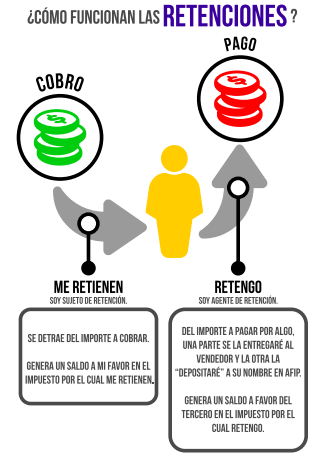 ¿CÓMO FUNCIONAN LAS RETENCIONES?
PAGO
COBRO
$
$
ME RETIENEN
SOY SUJETO DE RETENCIÓN.
SE DETRAE DEL IMPORTE A COBRAR.
GENERA UN SALDO A MI FAVOR EN EL
IMPUESTO POR EL CUAL ME RETIENEN.
RETENGO
SOY AGENTE DE RETENCIÓN.
DEL IMPORTE A PAGAR POR ALGO,
UNA PARTE SE LA ENTREGARÉ AL
VENDEDOR Y LA OTRA LA
“DEPOSITARÉ” A SU NOMBRE EN AFIP.
GENERA UN SALDO A FAVOR DEL
TERCERO EN EL IMPUESTO POR EL
CUAL RETENGO.